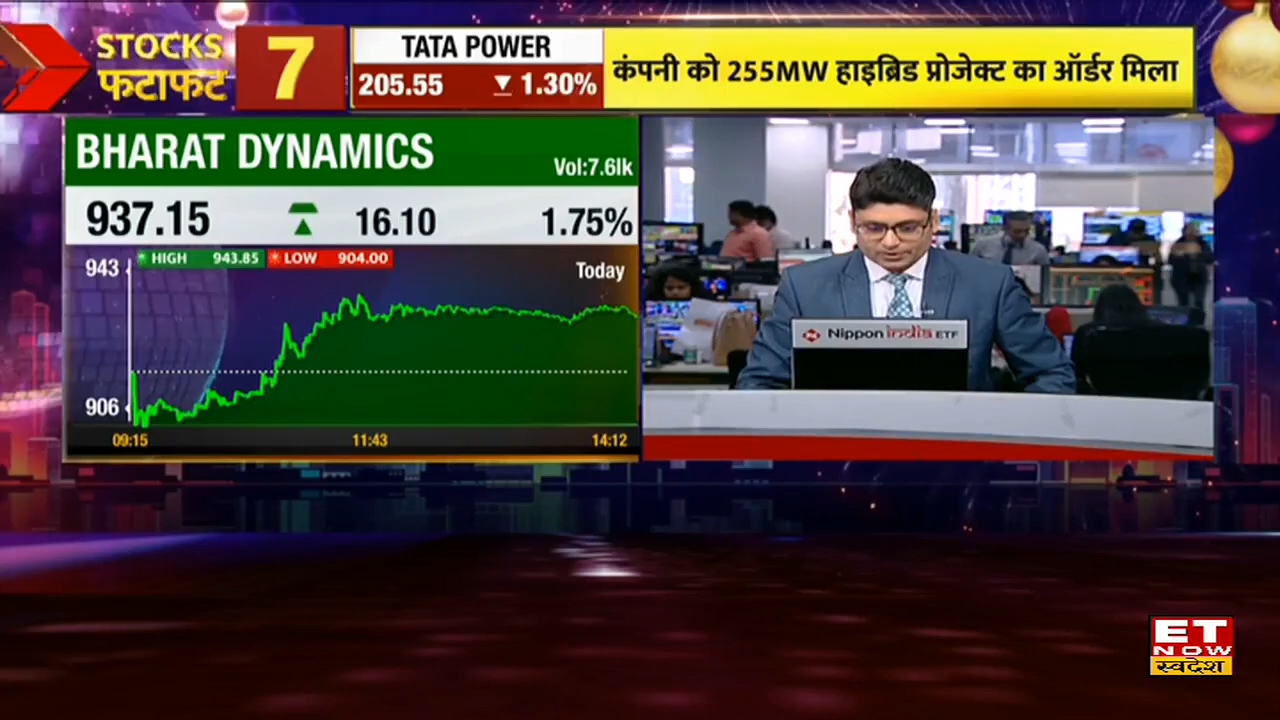 STOCKS
फटाफट
7
TATA POWER
205.55 ▼ 1.30%
कंपनी को 255MW हाइब्रिड प्रोजेक्ट का ऑर्डर मिला
BHARAT DYNAMICS
Vol:7.6lk
937.15 ▲ 16.10 1.75%
HIGH 943.85 LOW 904.00
Today
943
906
09:15 11:43 14:12
Nippon india ETF
ET
NOW
स्वदेश